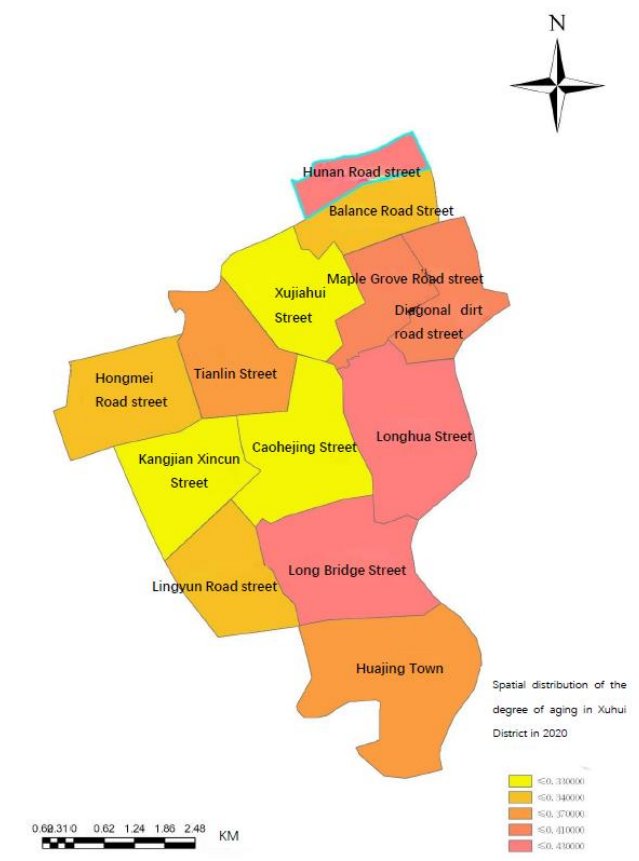 N
Hunan Road street
Balance Road Street
Maple Grove Road street
Xujiahui
Street
Diagonal dirt
road street
Tianlin Street
Hongmei
Road street
Longhua Street
Caohejing Street
Kangjian Xincun
Street
Long Bridge Street
Lingyun Road street
Huajing Town
Spatial distribution of the
degree of aging in Xuhui
District in 2020
≤0.330000
≤0.340000
≤0.370000
≤0.410000
≤0.430000
0.62 1.24 1.86 2.48 KM